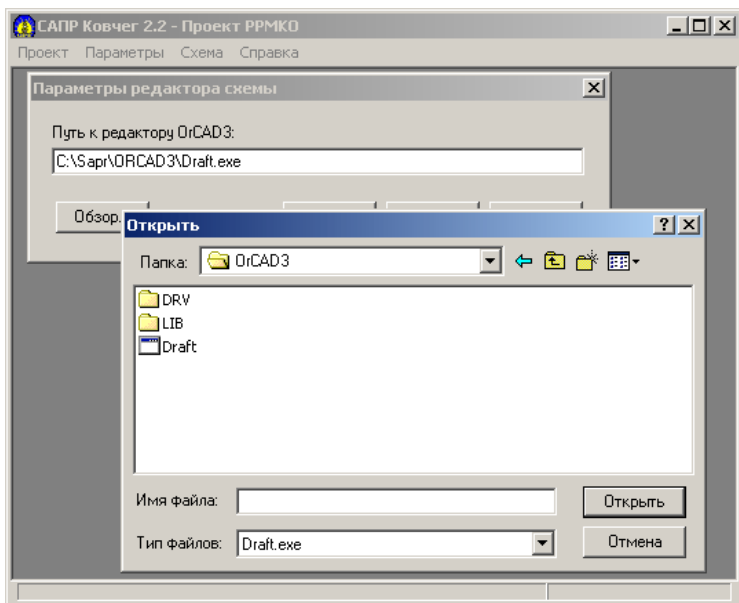 САПР Ковчег 2.2 - Проект РРМКО
Проект Параметры Схема Справка
Параметры редактора схемы
Путь к редактору OrCAD3:
C:\Sapr\ORCAD3\Draft.exe
Обзор.
Открыть
Папка: OrCAD3
DRV
LIB
Draft
Имя файла:
Открыть
Тип файлов: Draft.exe
Отмена